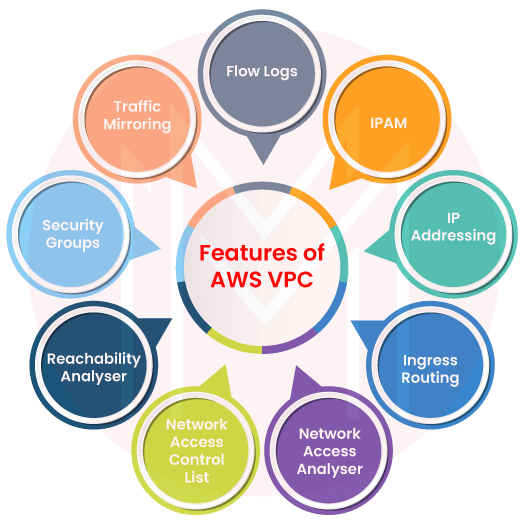 Flow Logs
IPAM
IP
Addressing
Ingress
Routing
Network
Access
Analyser
Network
Access
Control
List
Reachability
Analyser
Security
Groups
Traffic
Mirroring
Features of
AWS VPC